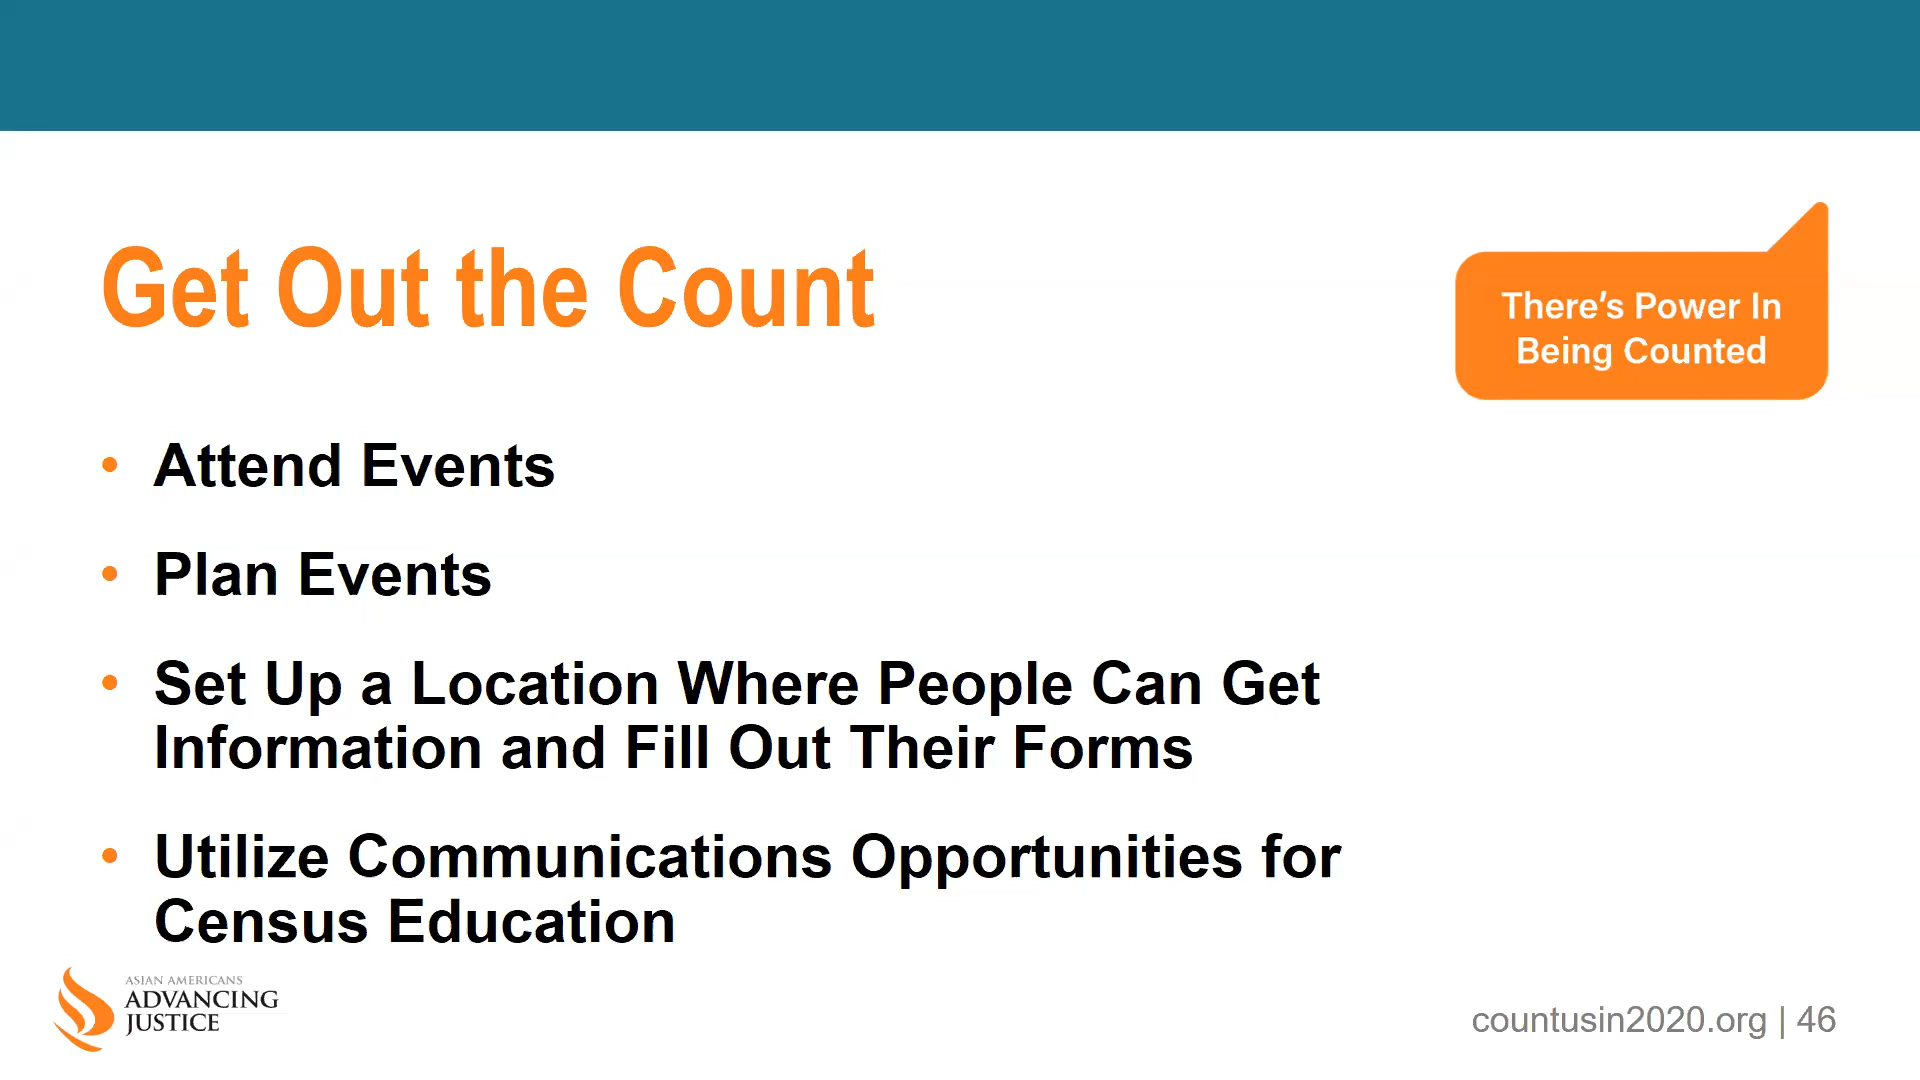 Get Out the Count
There's Power In
Being Counted
• Attend Events
• Plan Events
• Set Up a Location Where People Can Get
Information and Fill Out Their Forms
• Utilize Communications Opportunities for
Census Education
ASIAN AMERICANS
ADVANCING
JUSTICE
countusin2020.org | 46